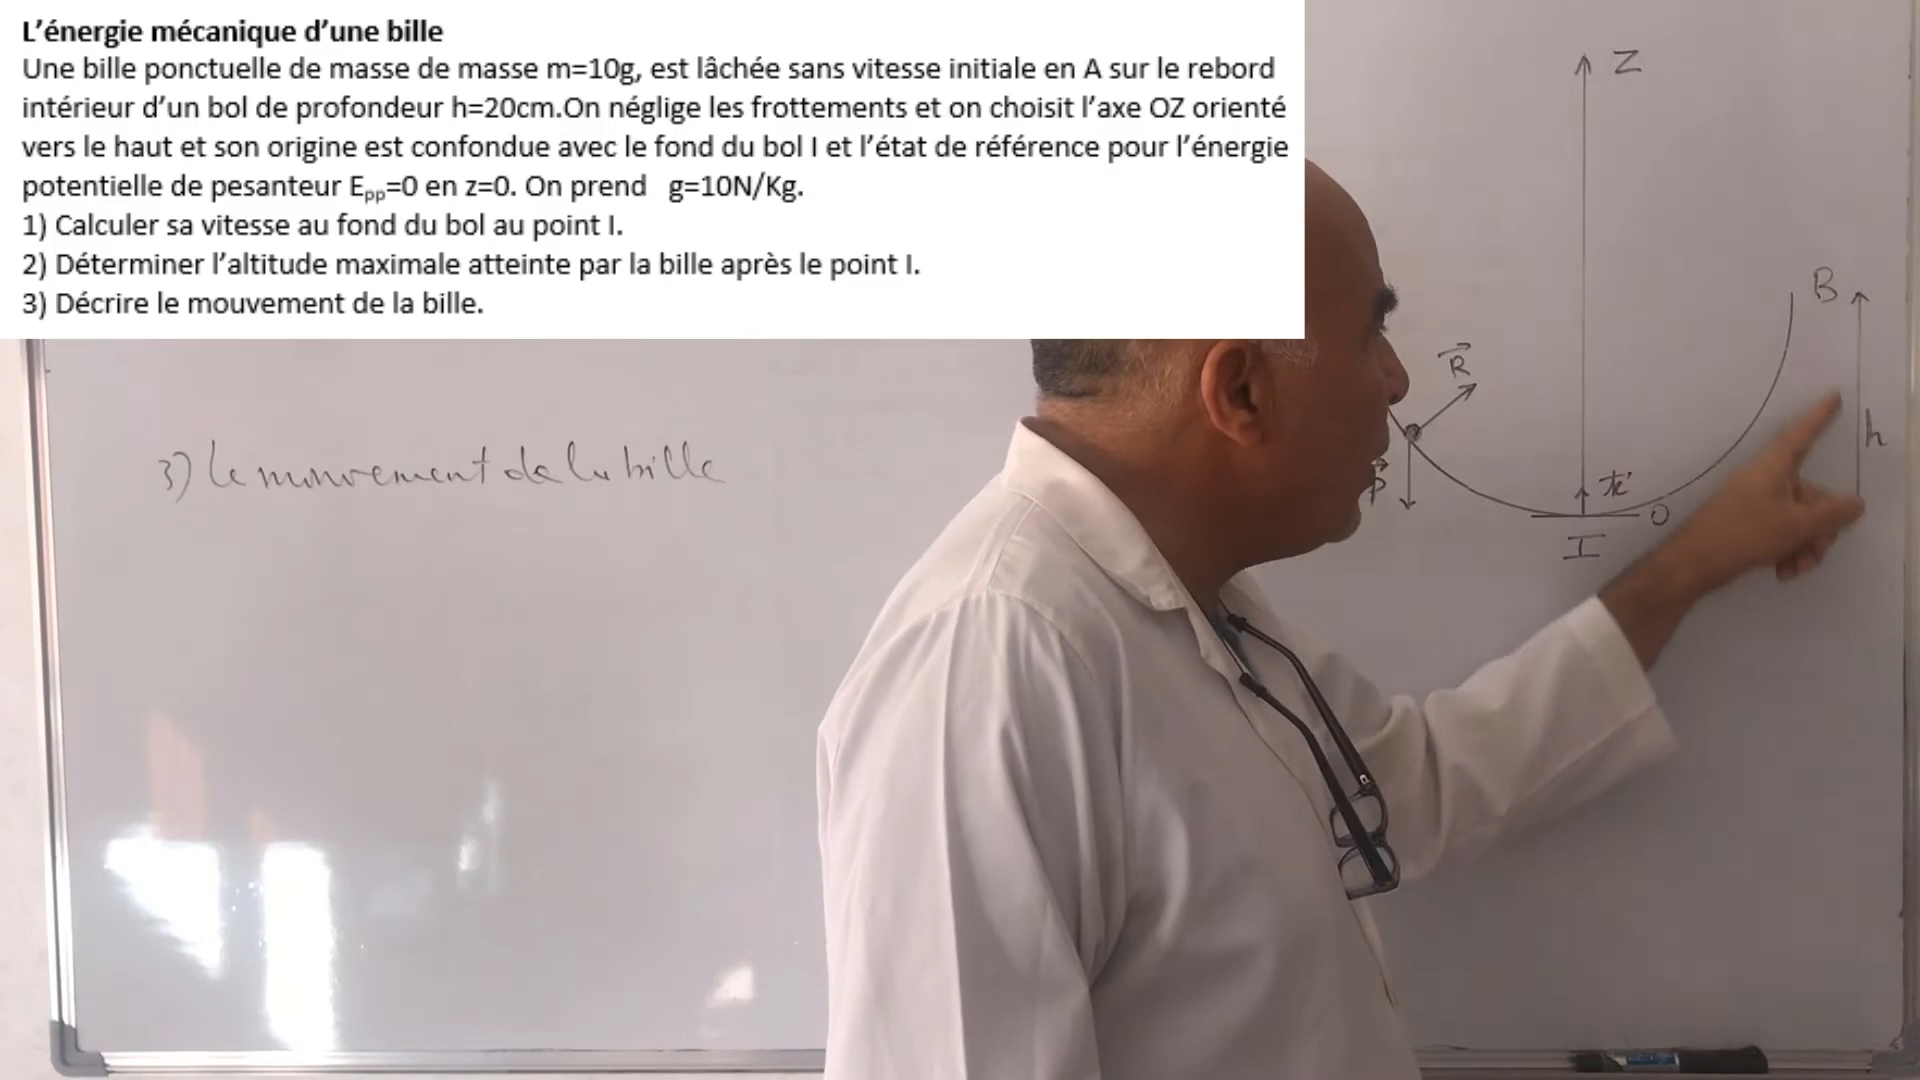 L’énergie mécanique d’une bille
Une bille ponctuelle de masse de masse m=10g, est lâchée sans vitesse initiale en A sur le rebord
intérieur d’un bol de profondeur h=20cm.On néglige les frottements et on choisit l’axe OZ orienté
vers le haut et son origine est confondue avec le fond du bol I et l’état de référence pour l’énergie
potentielle de pesanteur Epp=0 en z=0. On prend g=10N/Kg.
1) Calculer sa vitesse au fond du bol au point I.
2) Déterminer l’altitude maximale atteinte par la bille après le point I.
3) Décrire le mouvement de la bille.
Z
B
R
h
P
k
O
I
3) le mouvement de la bille